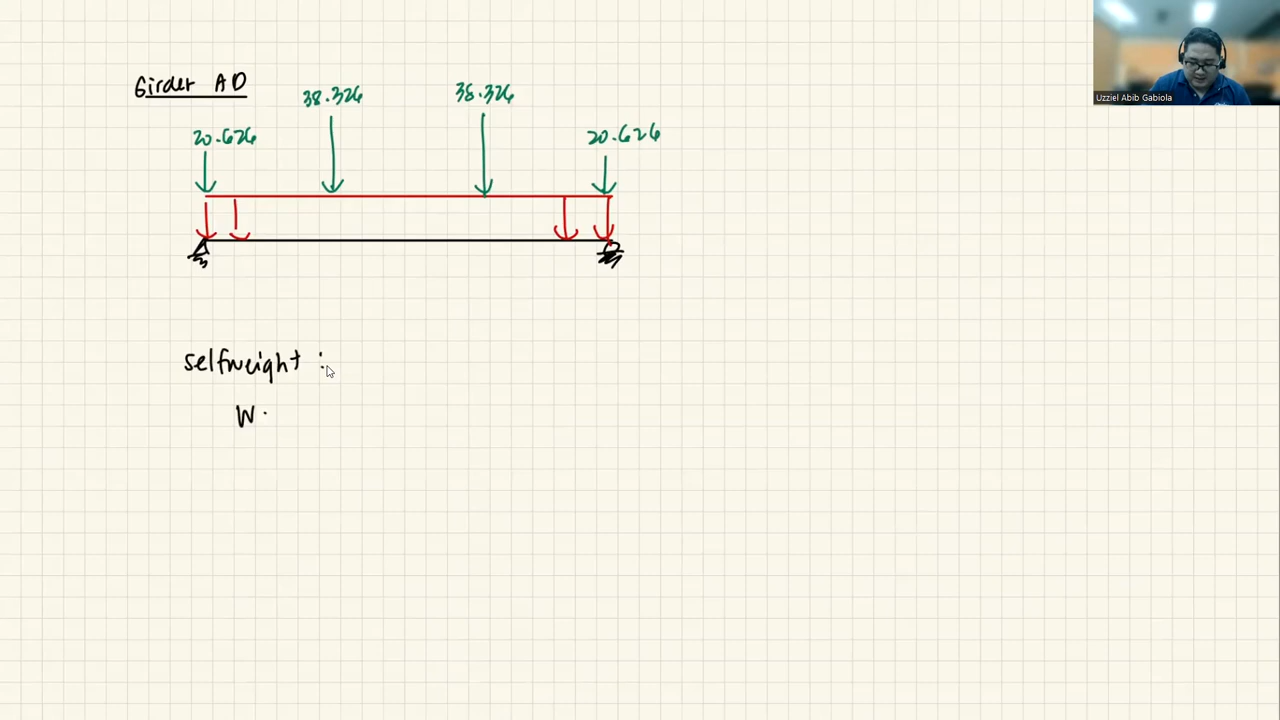 Girder AD
38.326 38.326
20.626 20.626
selfweight :
W
Uzziel Abib Gabiola